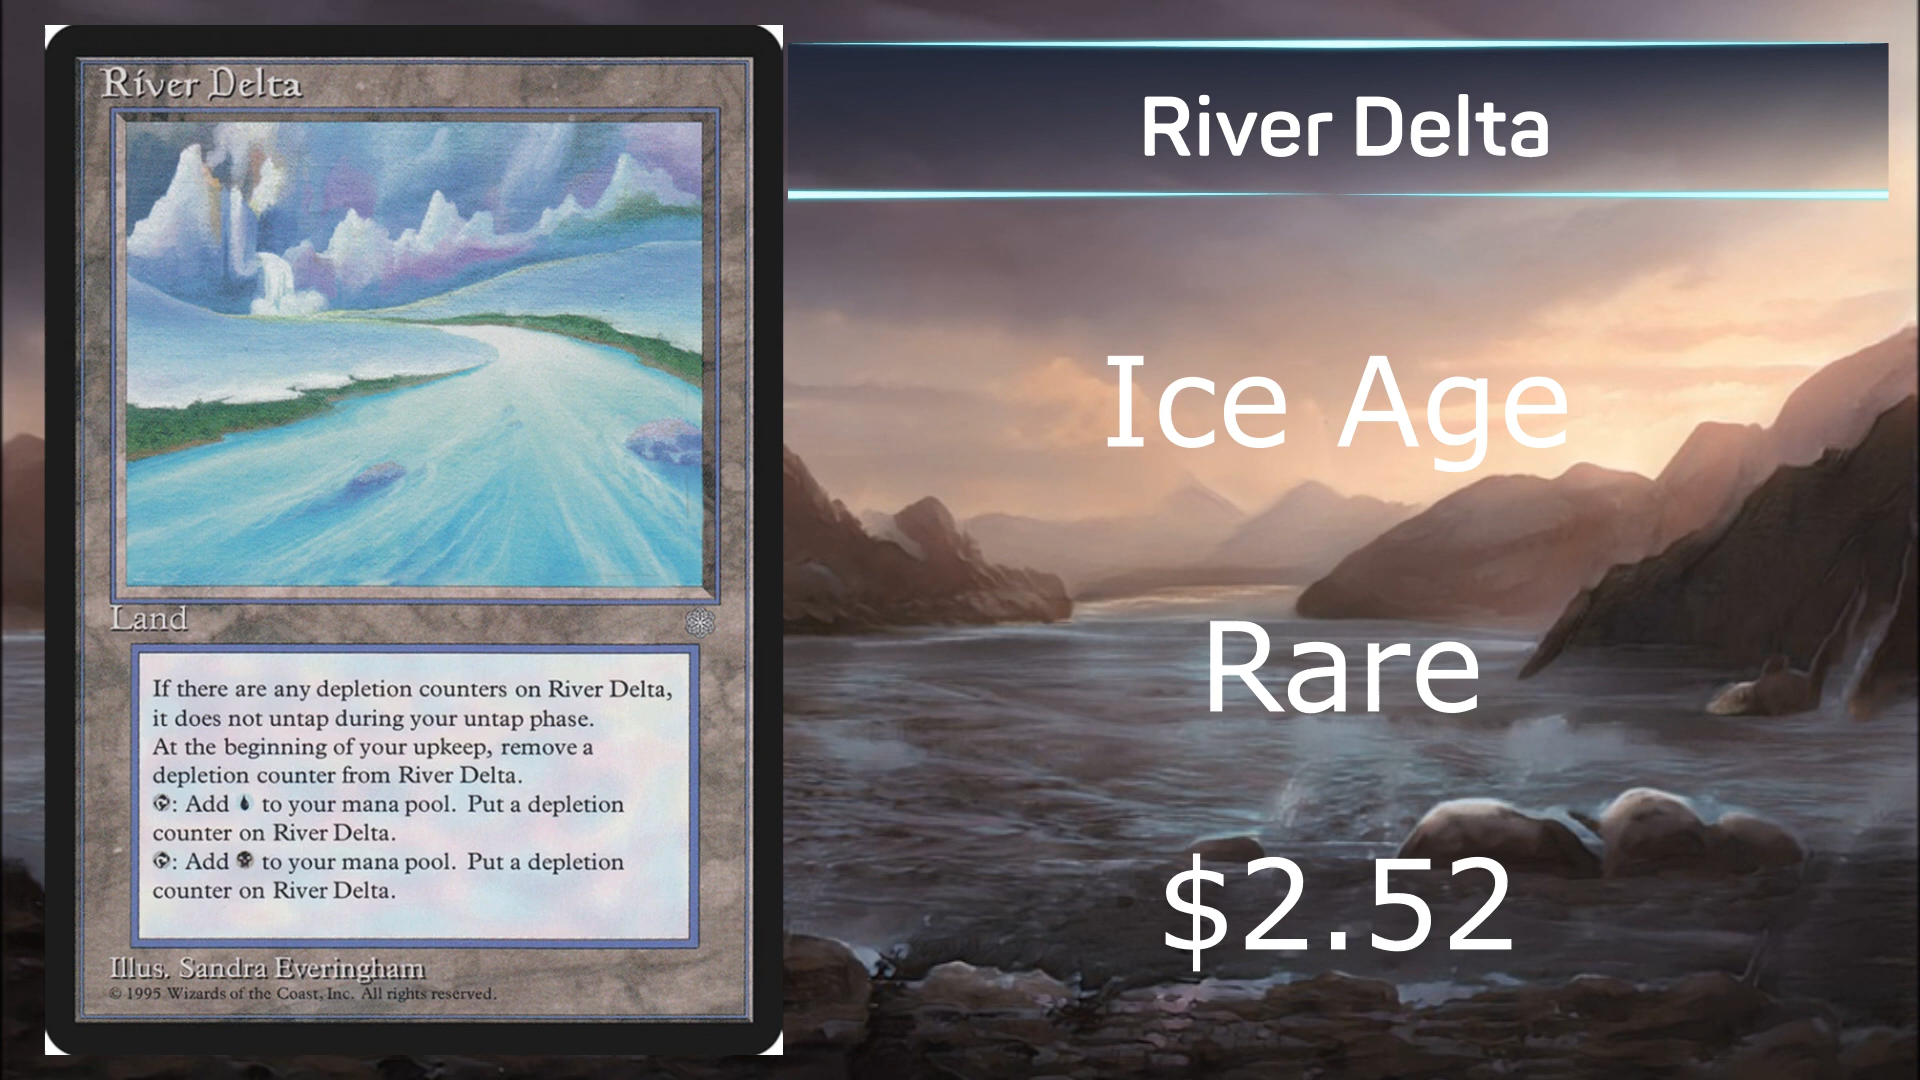 River Delta
Land
If there are any depletion counters on River Delta,
it does not untap during your untap phase.
At the beginning of your upkeep, remove a
depletion counter from River Delta.
: Add to your mana pool. Put a depletion
counter on River Delta.
: Add to your mana pool. Put a depletion
counter on River Delta.
Illus. Sandra Everingham
© 1995 Wizards of the Coast, Inc. All rights reserved.
River Delta
Ice Age
Rare
$2.52